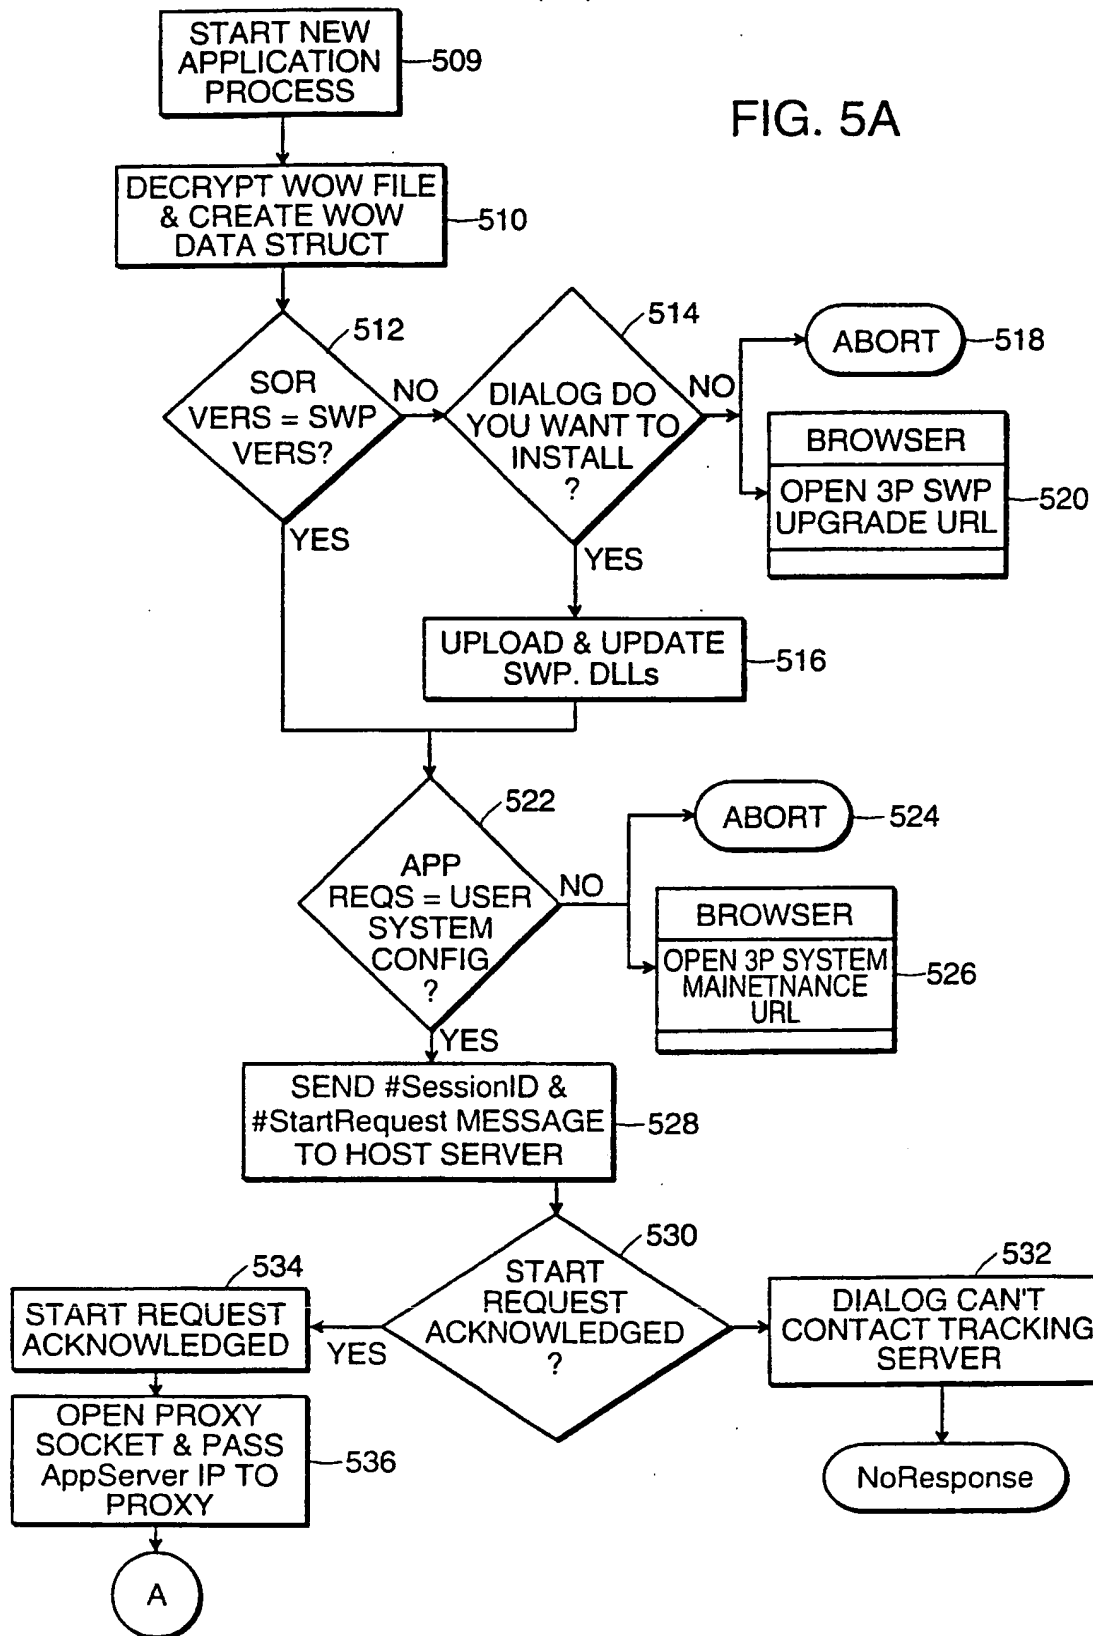 START NEW
APPLICATION
PROCESS
509
FIG. 5A
DECRYPT WOW FILE
& CREATE WOW
DATA STRUCT
510
512
SOR
VERS = SWP
VERS?
NO
YES
514
DIALOG DO
YOU WANT TO
INSTALL
?
NO
YES
ABORT
518
BROWSER
OPEN 3P SWP
UPGRADE URL
520
UPLOAD & UPDATE
SWP. DLLs
516
522
APP
REQS = USER
SYSTEM
CONFIG
?
NO
YES
ABORT
524
BROWSER
OPEN 3P SYSTEM
MAINETNANCE
URL
526
SEND #SessionID &
#StartRequest MESSAGE
TO HOST SERVER
528
530
START
REQUEST
ACKNOWLEDGED
?
YES
532
DIALOG CAN'T
CONTACT TRACKING
SERVER
NoResponse
534
START REQUEST
ACKNOWLEDGED
OPEN PROXY
SOCKET & PASS
AppServer IP TO
PROXY
536
A